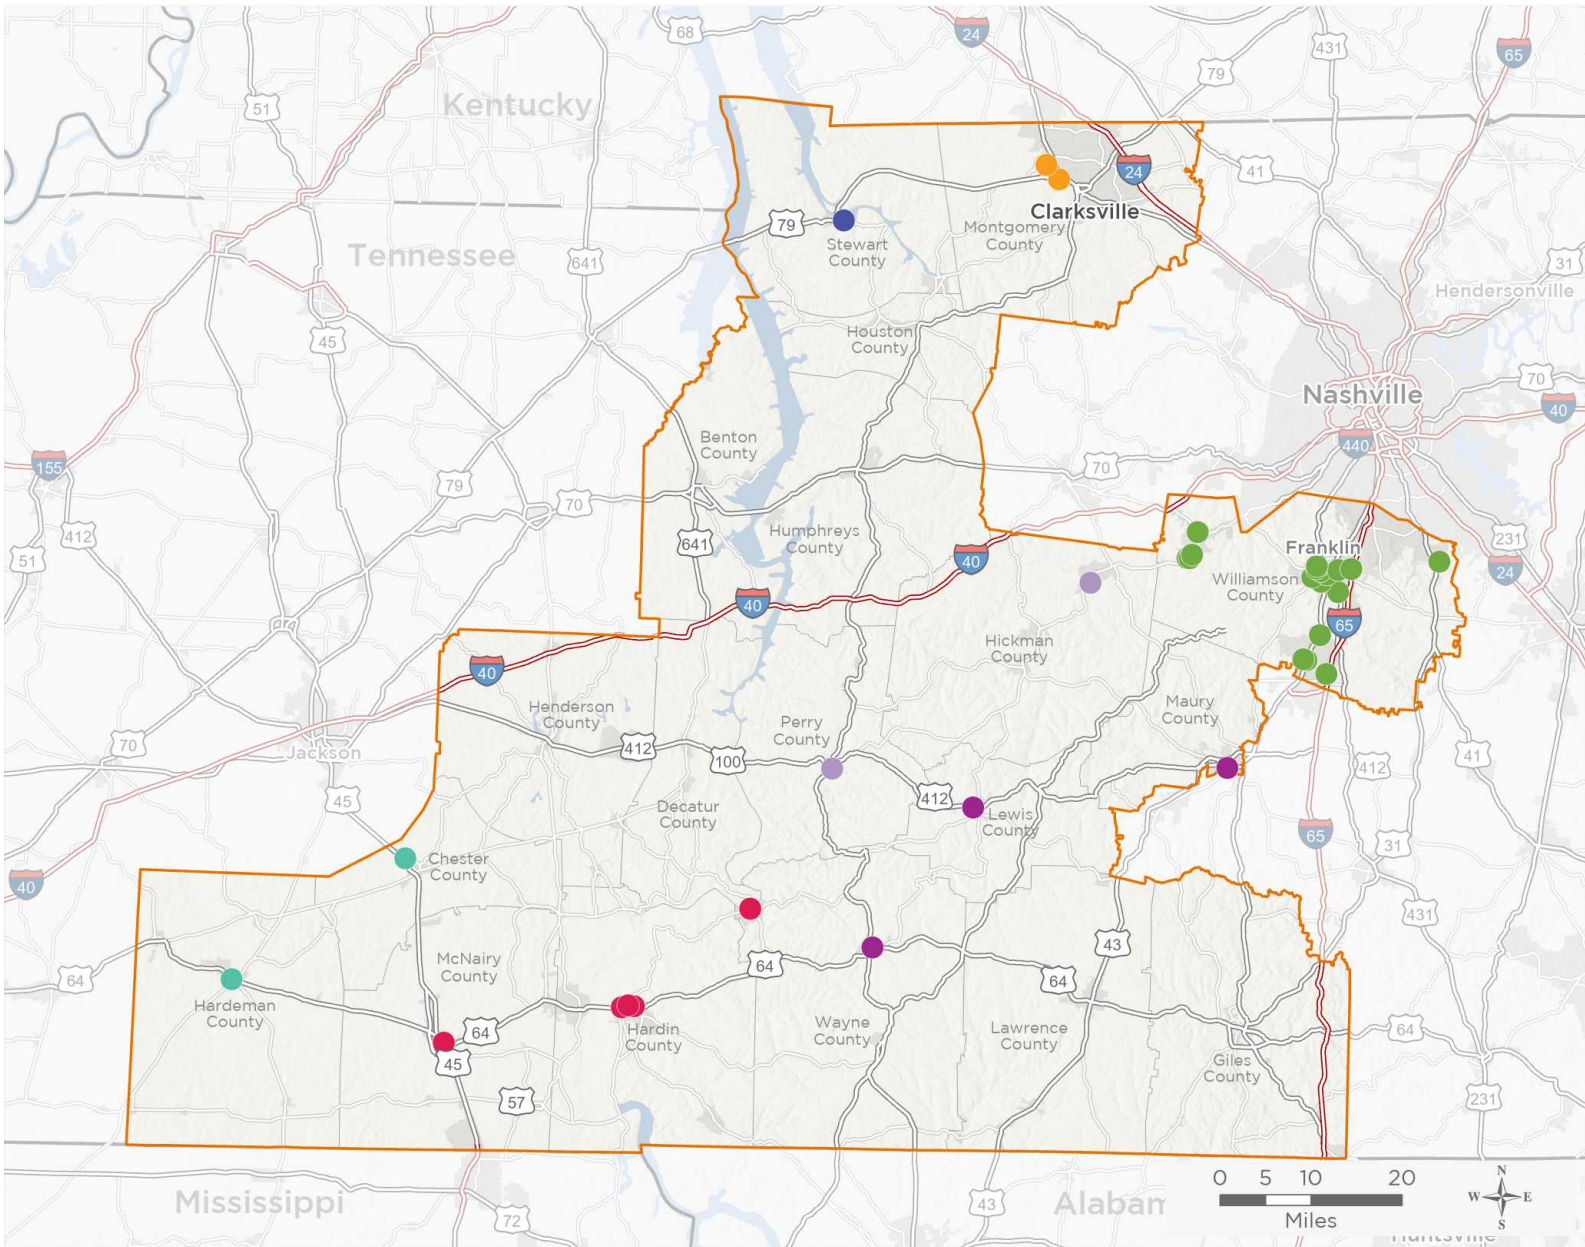 68
24
431
65
79
51
Kentucky
41
24
Clarksville
79
Montgomery
County
Stewart
County
Tennessee
641
31
Hendersonville
45
Houston
County
70
Nashville
40
Benton
County
440
155
70
79
70
412
Humphreys
County
641
231
51
40
Franklin
24
Williamson
County
40
65
Hickman
County
40
Henderson
County
Maury
County
Perry
County
70
412
100
Jackson
41
412
45
412
Decatur
County
Lewis
County
65
31
Chester
County
40
431
43
McNairy
County
64
64
64
Hardeman
County
64
Hardin
County
Wayne
County
Lawrence
County
64
45
Giles
County
57
231
Mississippi
43
Alabam
72
0 5 10 20
Miles
N
W E
S
Huntsville